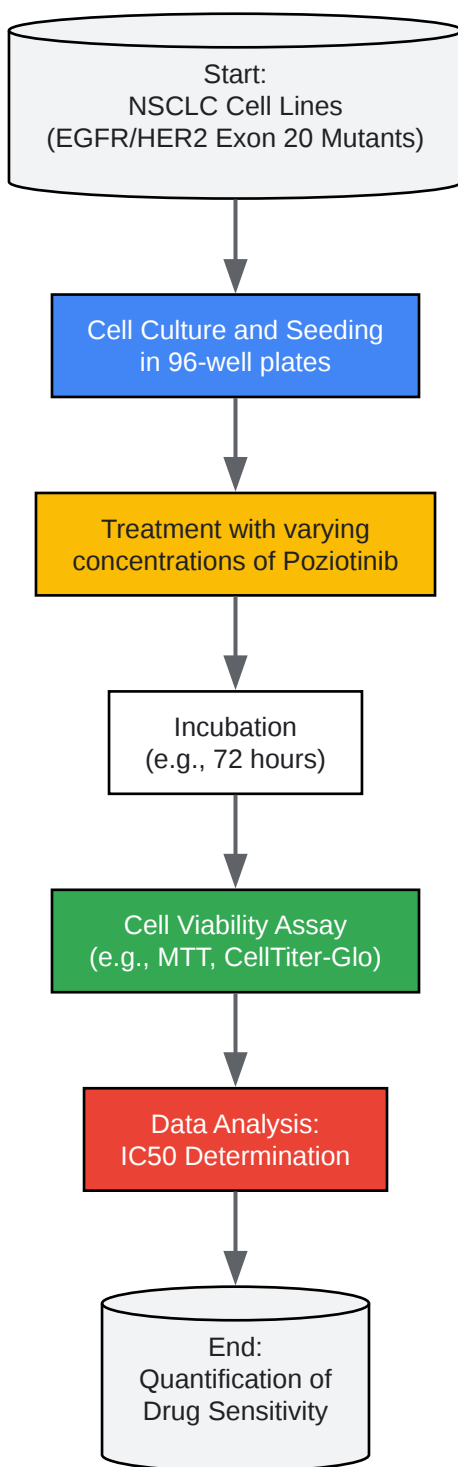 Start:
NSCLC Cell Lines
(EGFR/HER2 Exon 20 Mutants)
Cell Culture and Seeding
in 96-well plates
Treatment with varying
concentrations of Poziotinib
Incubation
(e.g., 72 hours)
Cell Viability Assay
(e.g., MTT, CellTiter-Glo)
Data Analysis:
IC50 Determination
End:
Quantification of
Drug Sensitivity